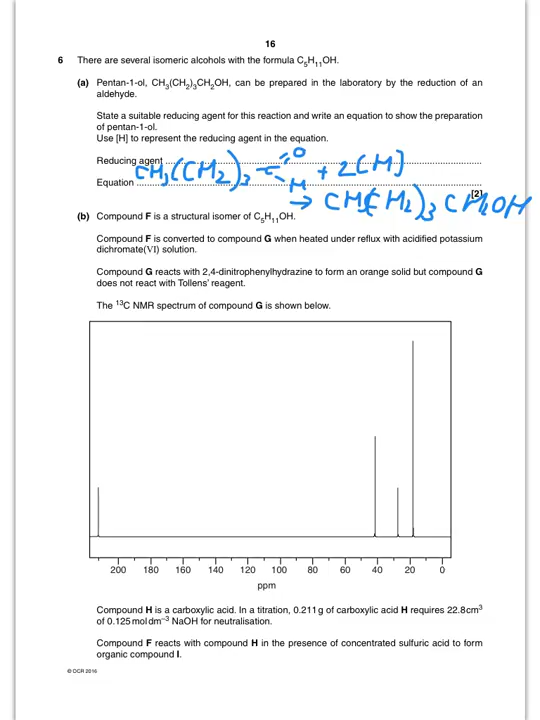 16
6 There are several isomeric alcohols with the formula C5H11OH.
(a) Pentan-1-ol, CH3(CH2)3CH2OH, can be prepared in the laboratory by the reduction of an
aldehyde.
State a suitable reducing agent for this reaction and write an equation to show the preparation
of pentan-1-ol.
Use [H] to represent the reducing agent in the equation.
Reducing agent ..........
CH3(CH2)3 C=O -H + 2[H]
Equation ..........
[2]
→ CH3(CH2)3 CH2OH
(b) Compound F is a structural isomer of C5H11OH.
Compound F is converted to compound G when heated under reflux with acidified potassium
dichromate(VI) solution.
Compound G reacts with 2,4-dinitrophenylhydrazine to form an orange solid but compound G
does not react with Tollens' reagent.
The 13C NMR spectrum of compound G is shown below.
200 180 160 140 120 100 80 60 40 20 0
ppm
Compound H is a carboxylic acid. In a titration, 0.211 g of carboxylic acid H requires 22.8 cm3
of 0.125 mol dm–3 NaOH for neutralisation.
Compound F reacts with compound H in the presence of concentrated sulfuric acid to form
organic compound I.
© OCR 2016